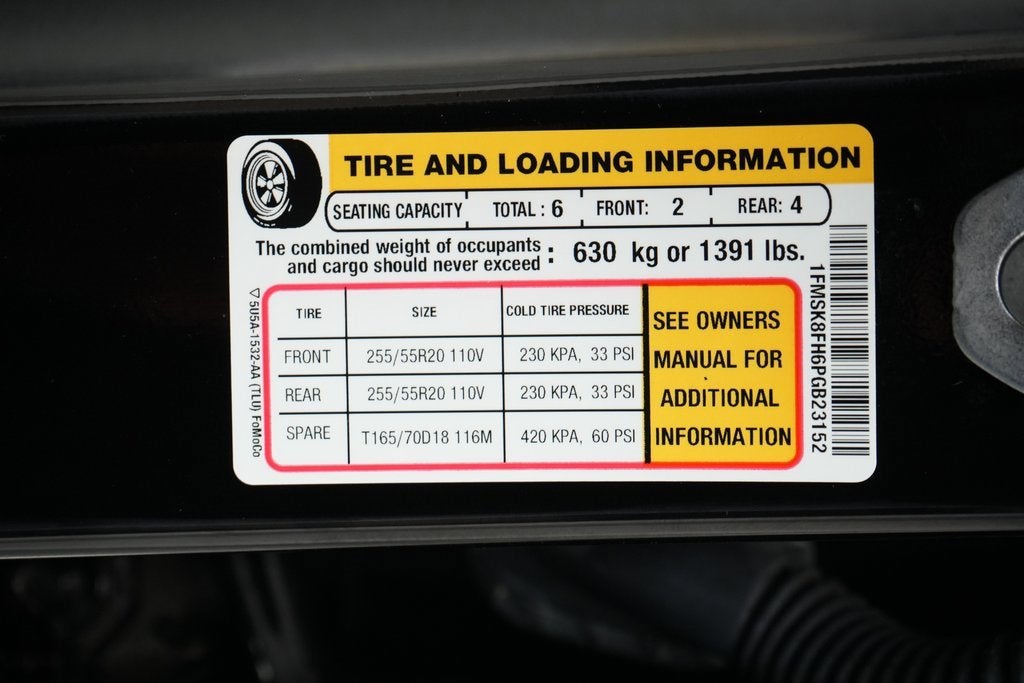 TIRE AND LOADING INFORMATION
SEATING CAPACITY TOTAL : 6 FRONT: 2 REAR: 4
The combined weight of occupants
and cargo should never exceed : 630 kg or 1391 lbs.
TIRE SIZE COLD TIRE PRESSURE
FRONT 255/55R20 110V 230 KPA, 33 PSI
REAR 255/55R20 110V 230 KPA, 33 PSI
SPARE T165/70D18 116M 420 KPA, 60 PSI
SEE OWNERS
MANUAL FOR
ADDITIONAL
INFORMATION
1FMSK8FH6PGB23152
▽ 5U5A-1532-AA (TLU) FoMoCo